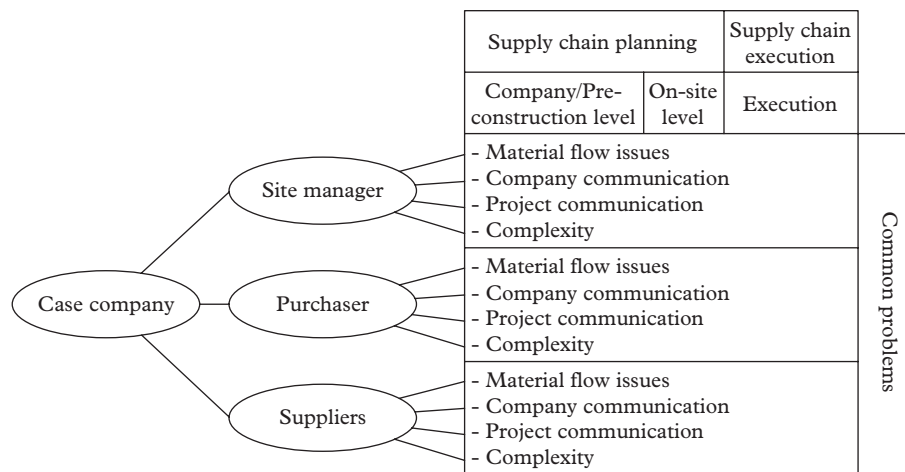 Supply chain planning
Supply chain
execution
Company/Pre-
construction level
On-site
level
Execution
Case company
Site manager
- Material flow issues
- Company communication
- Project communication
- Complexity
Purchaser
- Material flow issues
- Company communication
- Project communication
- Complexity
Suppliers
- Material flow issues
- Company communication
- Project communication
- Complexity
Common problems